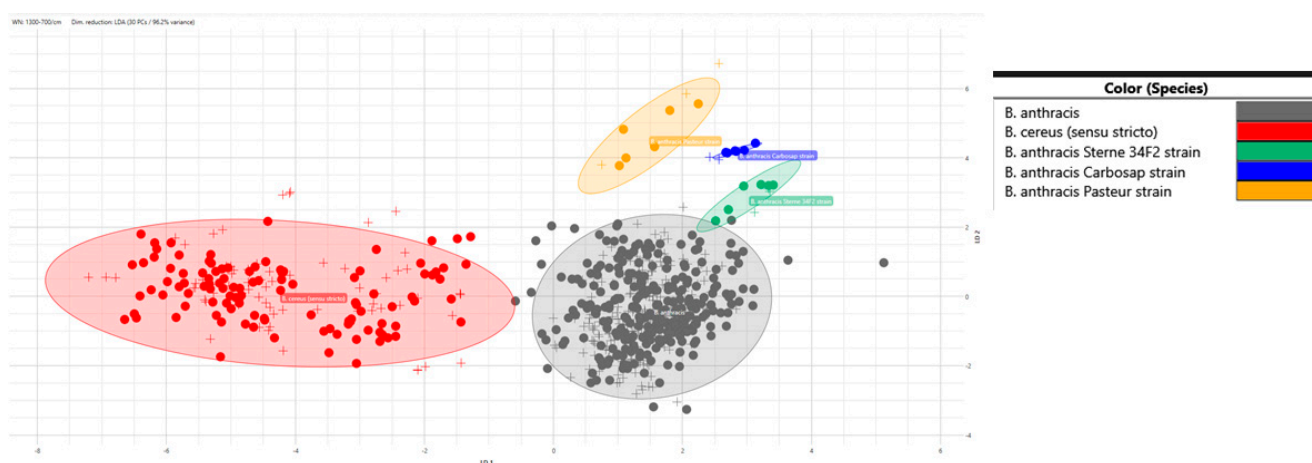 WN: 1300-700/cm Dim. reduction: LDA (30 PCs / 96.2% variance)
6
B. anthracis Pasteur strain
4
B. anthracis Carbosap strain
B. anthracis Sterne 34F2 strain
2
LD 2
B. cereus (sensu stricto)
0
anthracis
-2
-4
-8 -6 -4 -2 0 2 4 6
LD 1
Color (Species)
B. anthracis
B. cereus (sensu stricto)
B. anthracis Sterne 34F2 strain
B. anthracis Carbosap strain
B. anthracis Pasteur strain